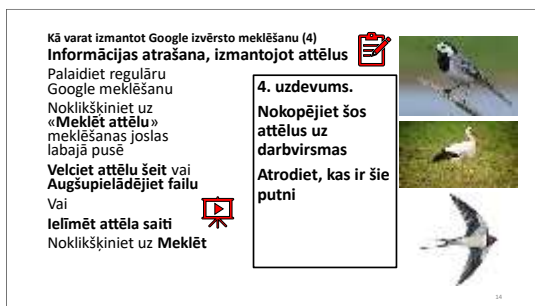 Kā varat izmantot Google izvērsto meklēšanu (4)
Informācijas atrašana, izmantojot attēlus
Palaidiet regulāru
Google meklēšanu
Noklikšķiniet uz
«Meklēt attēlu»
meklēšanas joslas
labajā pusē
Velciet attēlu šeit vai
Augšupielādējiet failu
Vai
Ielīmēt attēla saiti
Noklikšķiniet uz Meklēt
4. uzdevums.
Nokopējiet šos
attēlus uz
darbvirsmas
Atrodiet, kas ir šie
putni
14